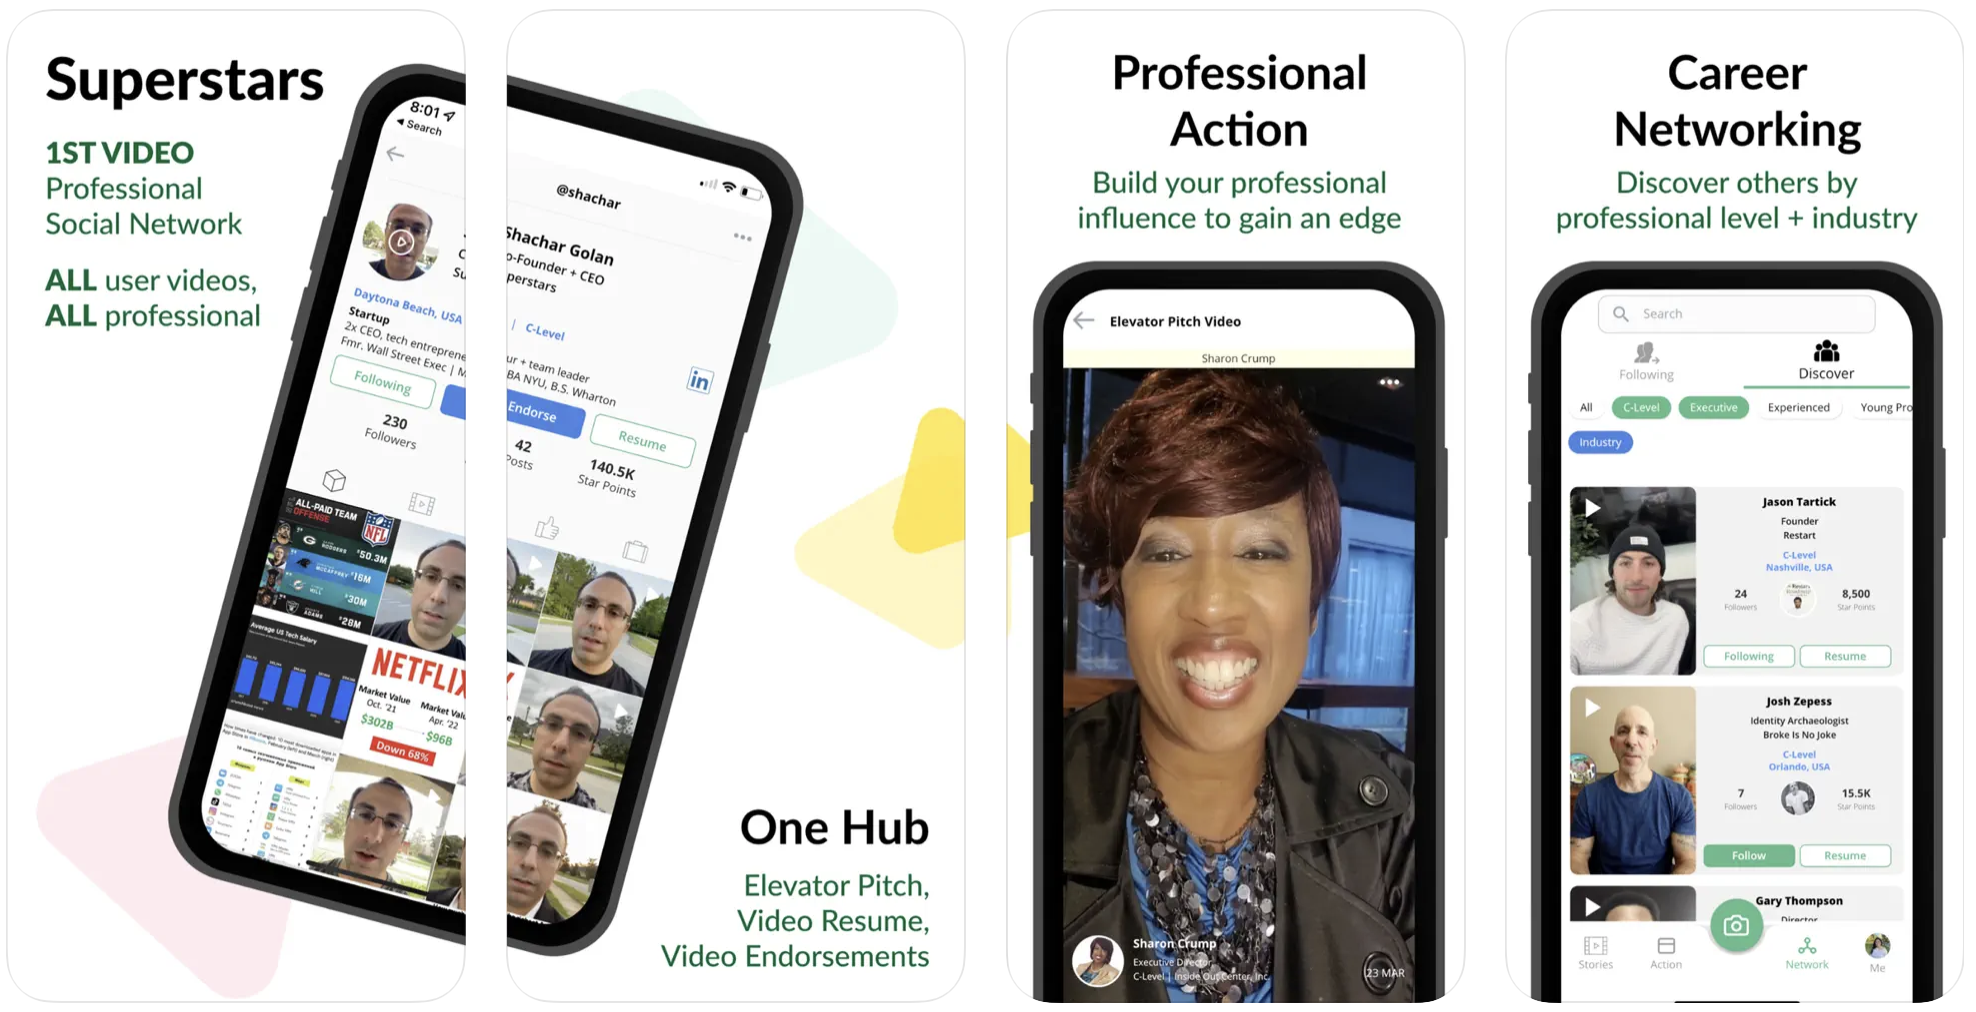 Superstars
1ST VIDEO
Professional
Social Network
ALL user videos,
ALL professional
8:01
Search
@shachar
Shachar Golan
o-Founder + CEO
perstars
Daytona Beach, USA | C-Level
Startup
2x CEO, tech entreprene ur + team leader
Fmr. Wall Street Exec | M BA NYU, B.S. Wharton
in
Following
Endorse
Resume
230
Followers
42
Posts
140.5K
Star Points
ALL-PAID TEAM
OFFENSE
NFL
RODGERS $50.3M
MCCAFFREY $16M
HILL $30M
ADAMS $28M
Average US Tech Salary
NETFLIX
Market Value
Oct. '21
$302B
Market Valu
Apr. '22
$96B
Down 68%
One Hub
Elevator Pitch,
Video Resume,
Video Endorsements
Professional
Action
Build your professional
influence to gain an edge
Elevator Pitch Video
Sharon Crump
Sharon Crump
Executive Director
C-Level | Inside Out Center, Inc.
23 MAR
Career
Networking
Discover others by
professional level + industry
Search
Following
Discover
All
C-Level
Executive
Experienced
Young Pro
Industry
Jason Tartick
Founder
Restart
C-Level
Nashville, USA
24
Followers
8,500
Star Points
Following
Resume
Josh Zepess
Identity Archaeologist
Broke Is No Joke
C-Level
Orlando, USA
7
Followers
15.5K
Star Points
Follow
Resume
Gary Thompson
Director
Stories
Action
Network
Me